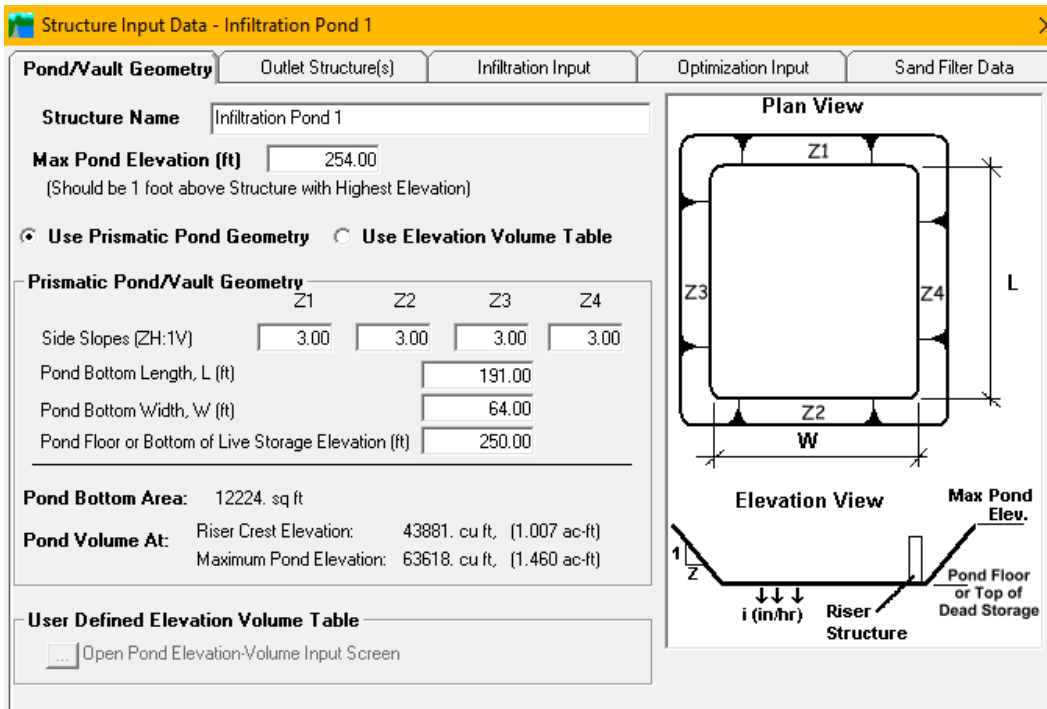 Structure Input Data - Infiltration Pond 1
Pond/Vault Geometry
Outlet Structure(s)
Infiltration Input
Optimization Input
Sand Filter Data
Structure Name Infiltration Pond 1
Max Pond Elevation (ft) 254.00
(Should be 1 foot above Structure with Highest Elevation)
Use Prismatic Pond Geometry Use Elevation Volume Table
Prismatic Pond/Vault Geometry
Z1 Z2 Z3 Z4
Side Slopes (ZH:1V) 3.00 3.00 3.00 3.00
Pond Bottom Length, L (ft) 191.00
Pond Bottom Width, W (ft) 64.00
Pond Floor or Bottom of Live Storage Elevation (ft) 250.00
Pond Bottom Area: 12224. sq ft
Pond Volume At:
Riser Crest Elevation: 43881. cu ft, (1.007 ac-ft)
Maximum Pond Elevation: 63618. cu ft, (1.460 ac-ft)
User Defined Elevation Volume Table
... Open Pond Elevation-Volume Input Screen
Plan View
Z1
Z3
Z4
L
Z2
W
Elevation View
Max Pond
Elev.
1
Z
i (in/hr)
Riser
Structure
Pond Floor
or Top of
Dead Storage